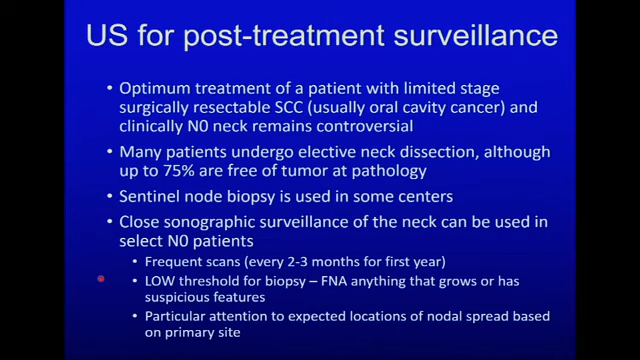 US for post-treatment surveillance
• Optimum treatment of a patient with limited stage
surgically resectable SCC (usually oral cavity cancer) and
clinically N0 neck remains controversial
• Many patients undergo elective neck dissection, although
up to 75% are free of tumor at pathology
• Sentinel node biopsy is used in some centers
• Close sonographic surveillance of the neck can be used in
select N0 patients
• Frequent scans (every 2-3 months for first year)
• LOW threshold for biopsy – FNA anything that grows or has
suspicious features
• Particular attention to expected locations of nodal spread based
on primary site